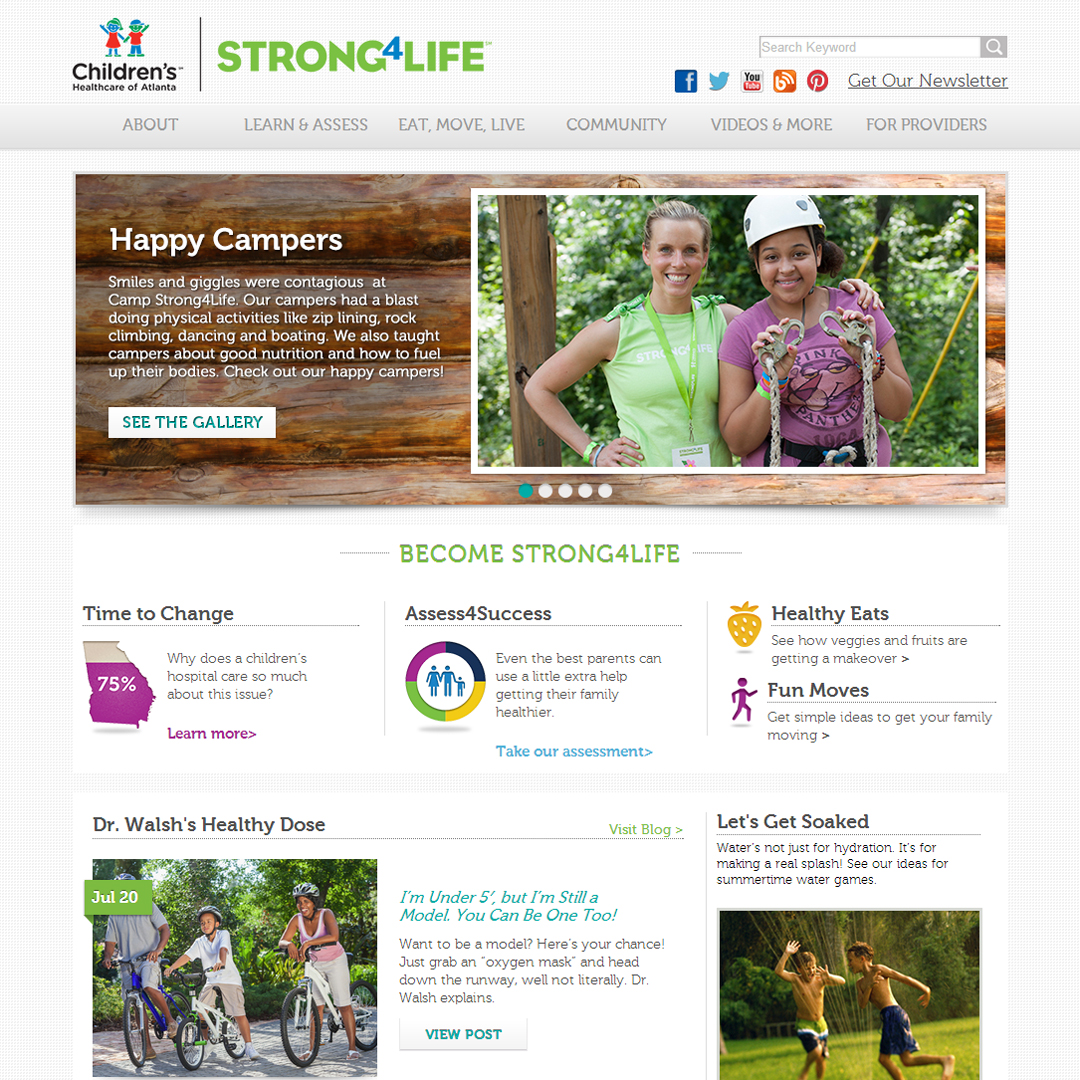 Children's℠
Healthcare of Atlanta
STRONG4LIFE℠
Search Keyword
You
Tube
Get Our Newsletter
ABOUT
LEARN & ASSESS
EAT, MOVE, LIVE
COMMUNITY
VIDEOS & MORE
FOR PROVIDERS
Happy Campers
Smiles and giggles were contagious at
Camp Strong4Life. Our campers had a blast
doing physical activities like zip lining, rock
climbing, dancing and boating. We also taught
campers about good nutrition and how to fuel
up their bodies. Check out our happy campers!
SEE THE GALLERY
STRONG4LIFE
PINK
PANTHER
BECOME STRONG4LIFE
Time to Change
75%
Why does a children's
hospital care so much
about this issue?
Learn more>
Assess4Success
Even the best parents can
use a little extra help
getting their family
healthier.
Take our assessment>
Healthy Eats
See how veggies and fruits are
getting a makeover >
Fun Moves
Get simple ideas to get your family
moving >
Dr. Walsh's Healthy Dose
Visit Blog >
Jul 20
I'm Under 5', but I'm Still a
Model. You Can Be One Too!
Want to be a model? Here's your chance!
Just grab an "oxygen mask" and head
down the runway, well not literally. Dr.
Walsh explains.
VIEW POST
Let's Get Soaked
Water's not just for hydration. It's for
making a real splash! See our ideas for
summertime water games.